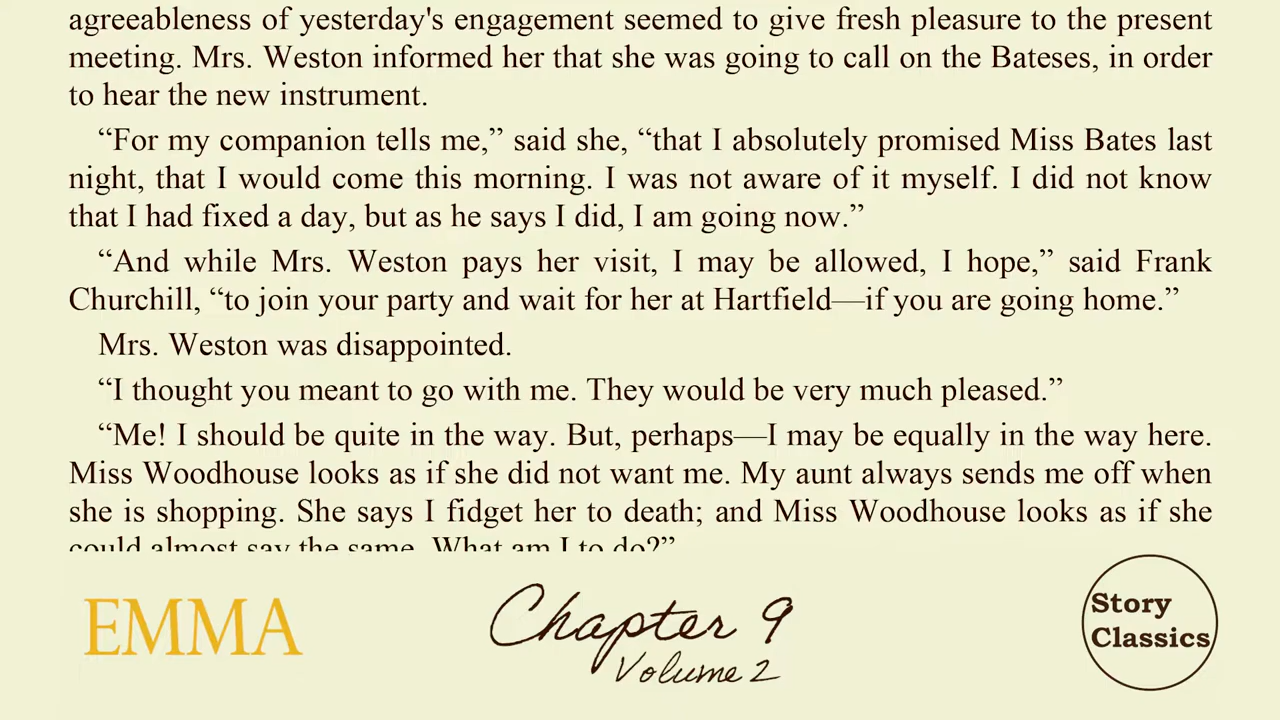 agreeableness of yesterday's engagement seemed to give fresh pleasure to the present
meeting. Mrs. Weston informed her that she was going to call on the Bateses, in order
to hear the new instrument.
“For my companion tells me,” said she, “that I absolutely promised Miss Bates last
night, that I would come this morning. I was not aware of it myself. I did not know
that I had fixed a day, but as he says I did, I am going now.”
“And while Mrs. Weston pays her visit, I may be allowed, I hope,” said Frank
Churchill, “to join your party and wait for her at Hartfield—if you are going home.”
Mrs. Weston was disappointed.
“I thought you meant to go with me. They would be very much pleased.”
“Me! I should be quite in the way. But, perhaps—I may be equally in the way here.
Miss Woodhouse looks as if she did not want me. My aunt always sends me off when
she is shopping. She says I fidget her to death; and Miss Woodhouse looks as if she
could almost say the same. What am I to do?”
EMMA
Chapter 9
Volume 2
Story
Classics